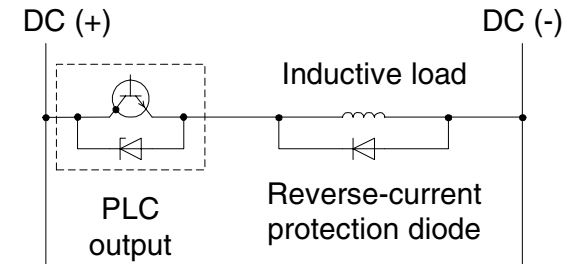 DC (+)
DC (-)
Inductive load
PLC
output
Reverse-current
protection diode